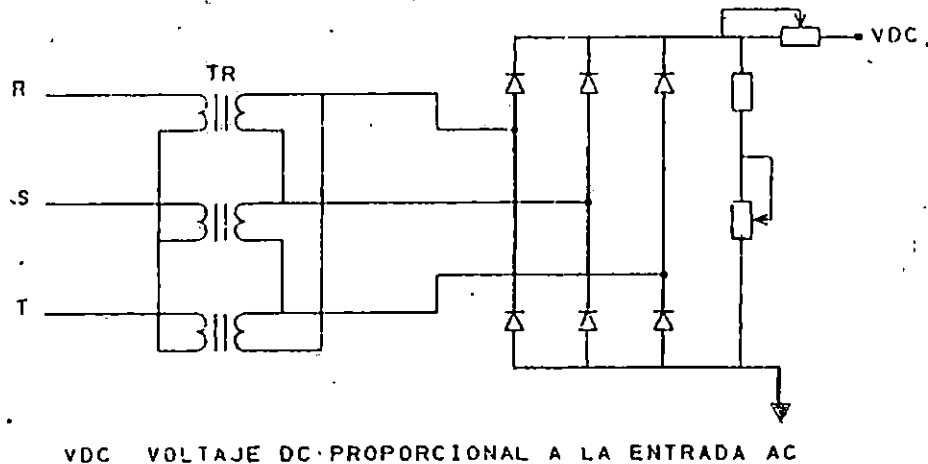 TR
R
VDC
S
T
VDC VOLTAJE DC PROPORCIONAL A LA ENTRADA AC